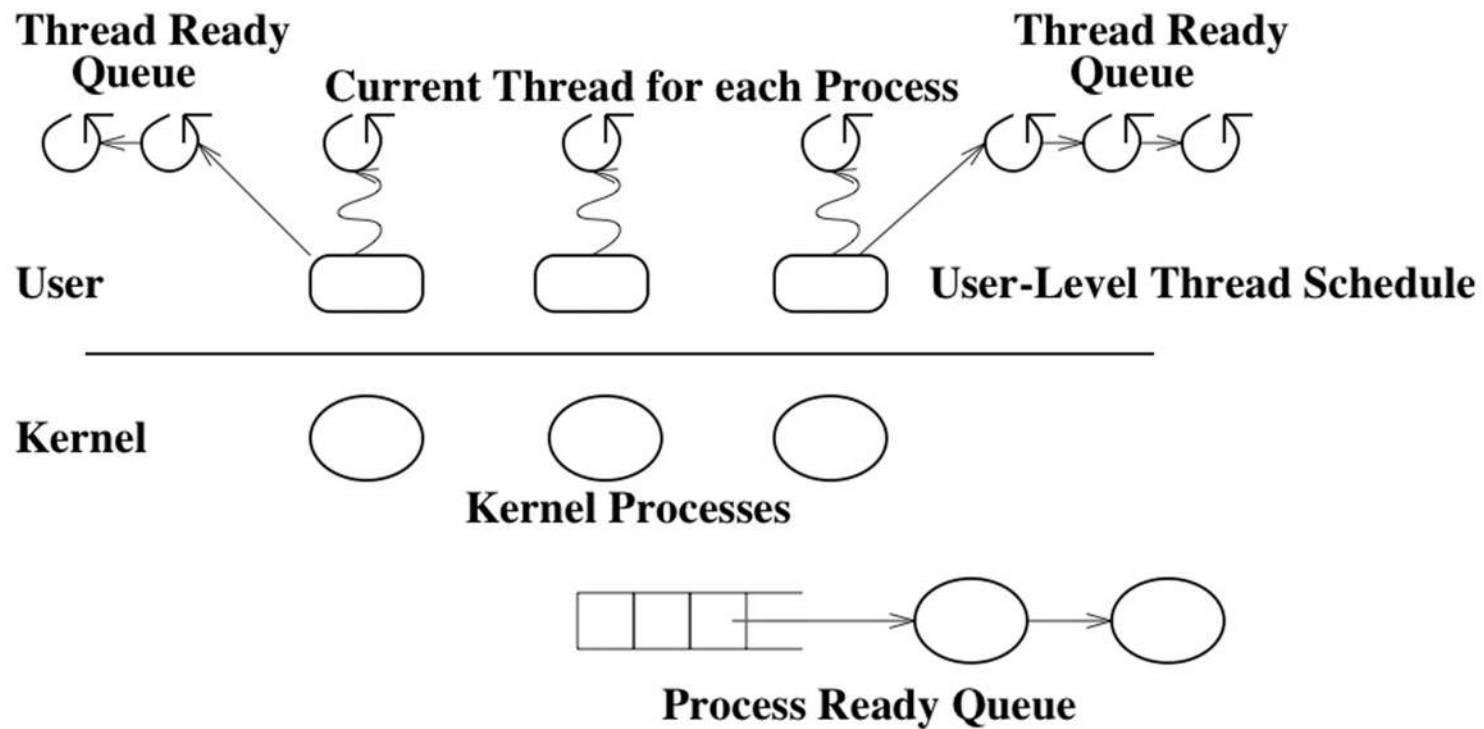 Thread Ready
Queue
Current Thread for each Process
Thread Ready
Queue
User
User-Level Thread Schedule
Kernel
Kernel Processes
Process Ready Queue